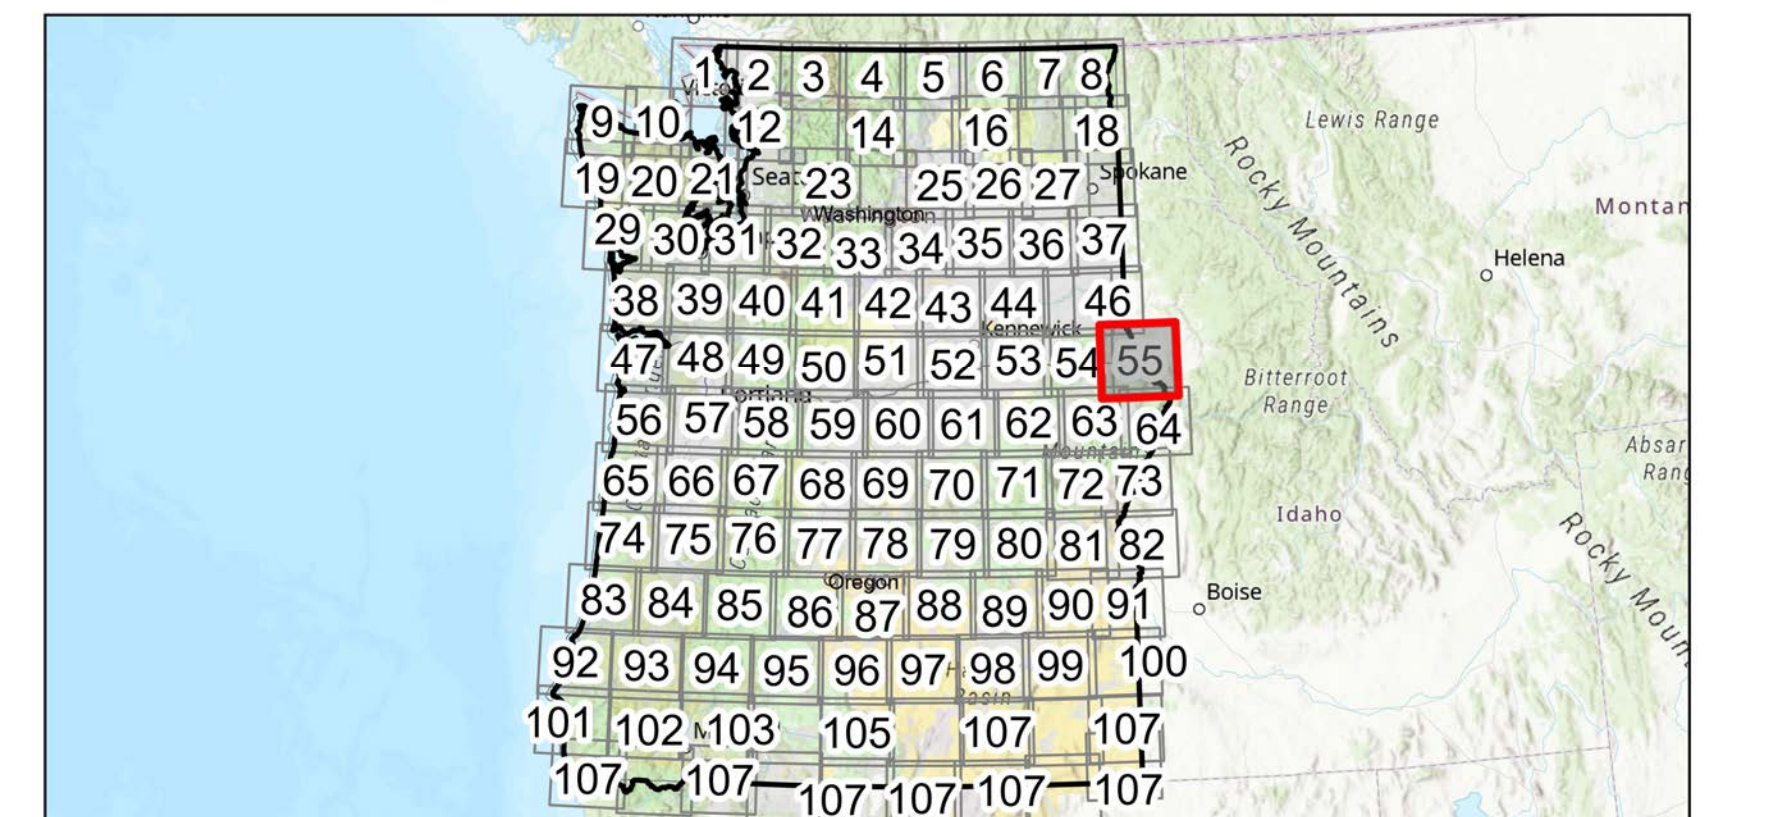 1 2 3 4 5 6 7 8
Lewis Range
9 10 12 14 16 18
19 20 21 Seat 23 25 26 27 Spokane
Rocky Mountains
Montan
Washington
29 30 31 32 33 34 35 36 37
Helena
38 39 40 41 42 43 44 46
Kennewick
47 48 49 50 51 52 53 54 55
Bitterroot
Range
Portland
56 57 58 59 60 61 62 63 64
Mountain
Absar
Rang
65 66 67 68 69 70 71 72 73
Idaho
Rocky Moun
74 75 76 77 78 79 80 81 82
Oregon
Boise
83 84 85 86 87 88 89 90 91
92 93 94 95 96 97 98 99 100
Basin
101 102 103 105 107 107
107 107 107 107 107 107